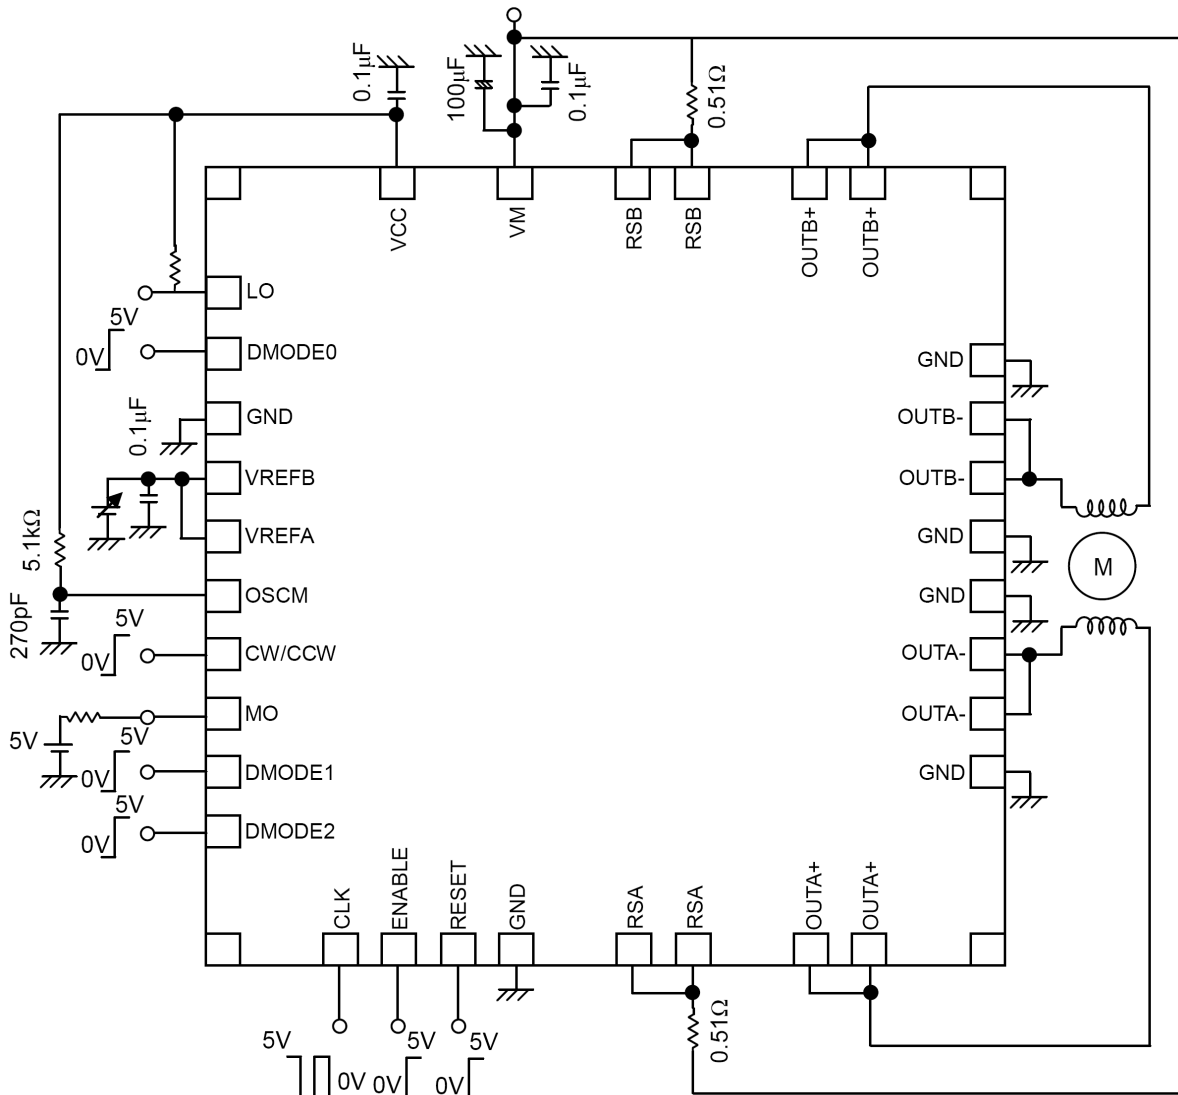 0.1µF
100µF
0.1µF
0.51Ω
VCC
VM
RSB
RSB
OUTB+
OUTB+
LO
5V
0V
DMODE0
0.1µF
GND
VREFB
VREFA
5.1kΩ
OSCM
270pF
5V
0V
CW/CCW
MO
5V
5V
0V
DMODE1
5V
0V
DMODE2
GND
OUTB-
OUTB-
GND
M
GND
OUTA-
OUTA-
GND
CLK
ENABLE
RESET
GND
RSA
RSA
OUTA+
OUTA+
0.51Ω
5V
0V
5V
0V
5V
0V